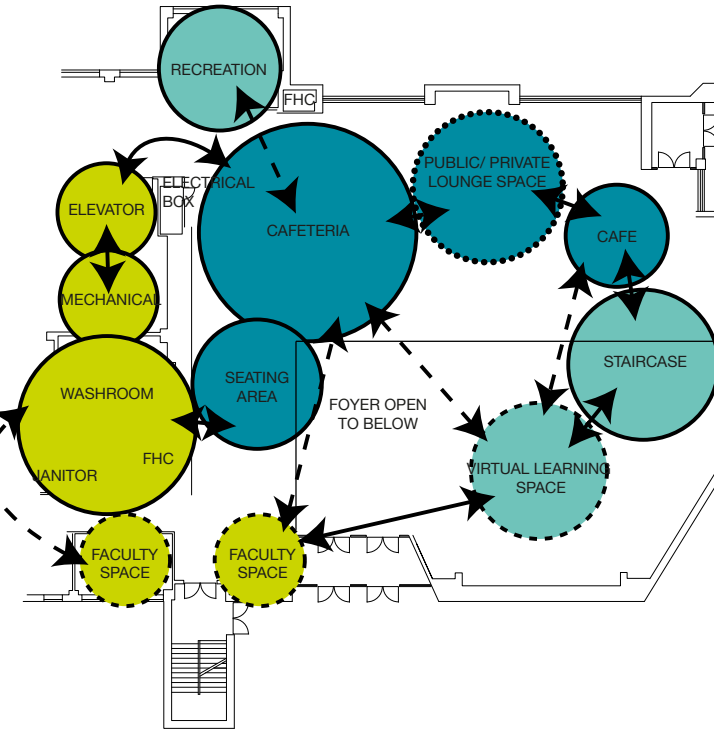 RECREATION
FHC
ELECTRICAL
BOX
PUBLIC/ PRIVATE
LOUNGE SPACE
ELEVATOR
CAFETERIA
CAFE
MECHANICAL
STAIRCASE
WASHROOM
SEATING
AREA
FOYER OPEN
TO BELOW
FHC
JANITOR
VIRTUAL LEARNING
SPACE
FACULTY
SPACE
FACULTY
SPACE